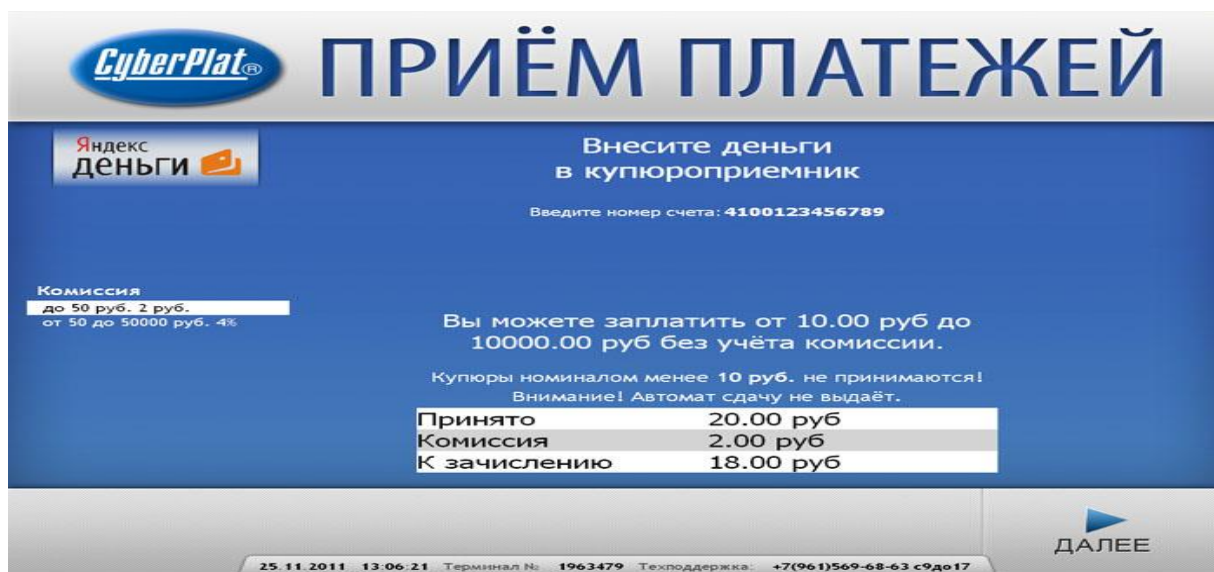 CyberPlat®
ПРИЁМ ПЛАТЕЖЕЙ
Яндекс
деньги
Внесите деньги
в купюроприемник
Введите номер счета: 4100123456789
Комиссия
до 50 руб. 2 руб.
от 50 до 50000 руб. 4%
Вы можете заплатить от 10.00 руб до
10000.00 руб без учёта комиссии.
Купюры номиналом менее 10 руб. не принимаются!
Внимание! Автомат сдачу не выдаёт.
Принято 20.00 руб
Комиссия 2.00 руб
К зачислению 18.00 руб
ДАЛЕЕ
25.11.2011 13:06:21 Терминал №: 1963479 Техподдержка: +7(961)569-68-63 с9до17